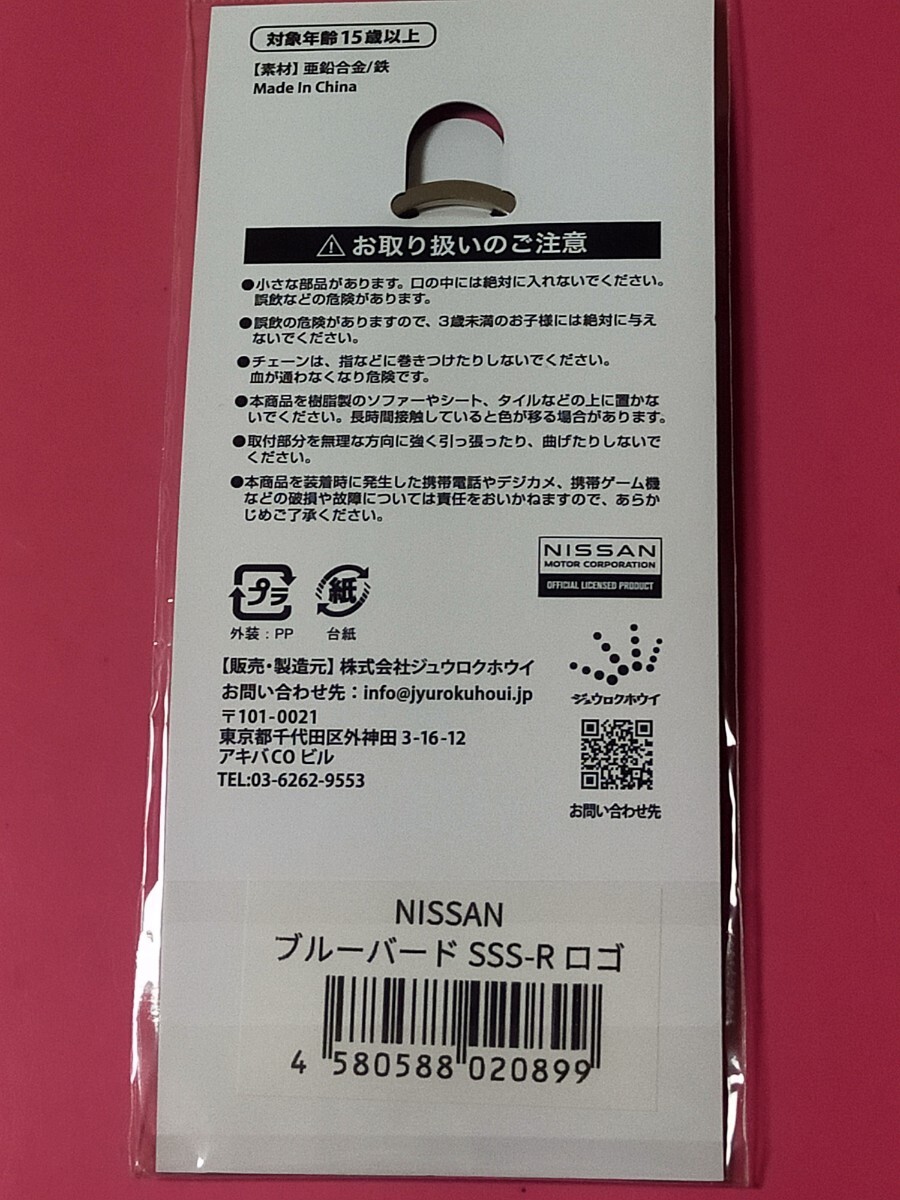 対象年齢15歳以上
【素材】亜鉛合金/鉄
Made In China
⚠お取り扱いのご注意
●小さな部品があります。口の中には絶対に入れないでください。
誤飲などの危険があります。
●誤飲の危険がありますので、3歳未満のお子様には絶対に与え
ないでください。
●チェーンは、指などに巻きつけたりしないでください。
血が通わなくなり危険です。
●本商品を樹脂製のソファーやシート、タイルなどの上に置かな
いでください。長時間接触していると色が移る場合があります。
●取付部分を無理な方向に強く引っ張ったり、曲げたりしないで
ください。
●本商品を装着時に発生した携帯電話やデジカメ、携帯ゲーム機
などの破損や故障については責任をおいかねますので、あらか
じめご了承ください。
NISSAN
MOTOR CORPORATION
OFFICIAL LICENSED PRODUCT
プラ
外装：PP
紙
台紙
【販売・製造元】株式会社ジュウロクホウイ
お問い合わせ先：info@jyurokuhoui.jp
〒101-0021
東京都千代田区外神田 3-16-12
アキバCO ビル
TEL:03-6262-9553
ジュウロクホウイ
お問い合わせ先
NISSAN
ブルーバード SSS-R ロゴ
4 580588 020899